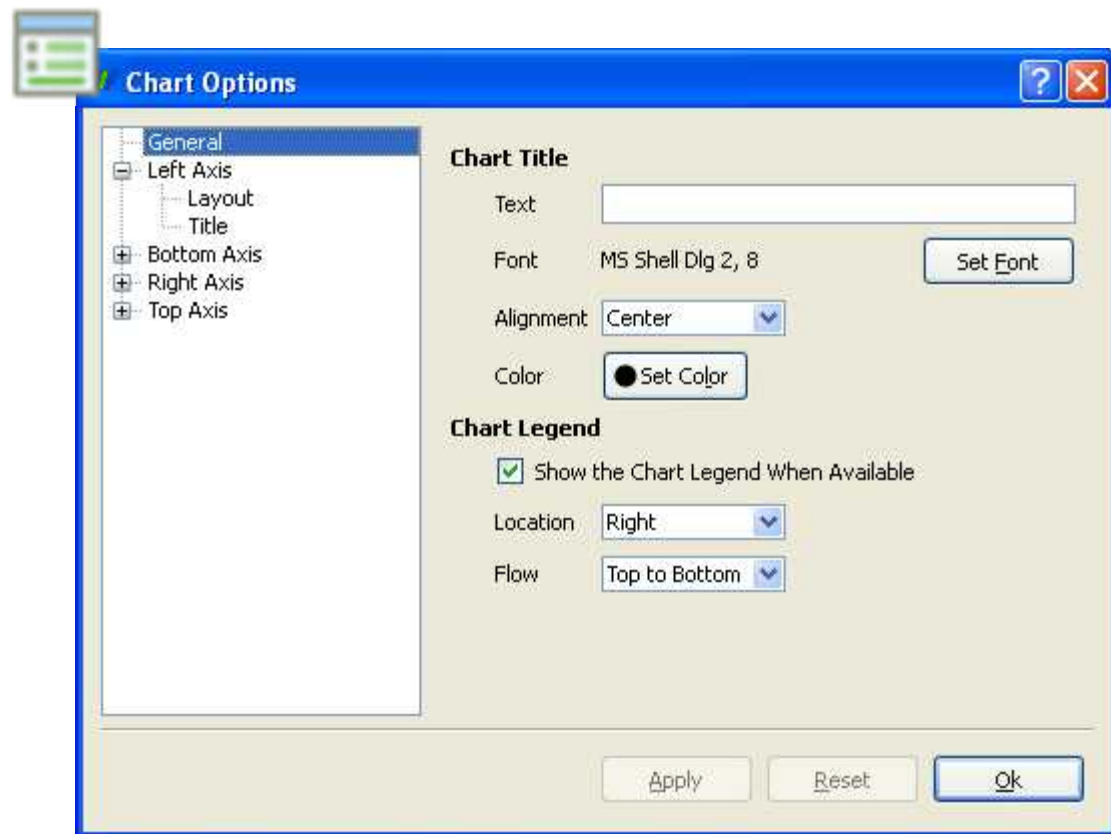 Chart Options
General
Left Axis
Layout
Title
Bottom Axis
Right Axis
Top Axis
Chart Title
Text
Font MS Shell Dlg 2, 8 Set Font
Alignment Center
Color Set Color
Chart Legend
Show the Chart Legend When Available
Location Right
Flow Top to Bottom
Apply Reset Ok